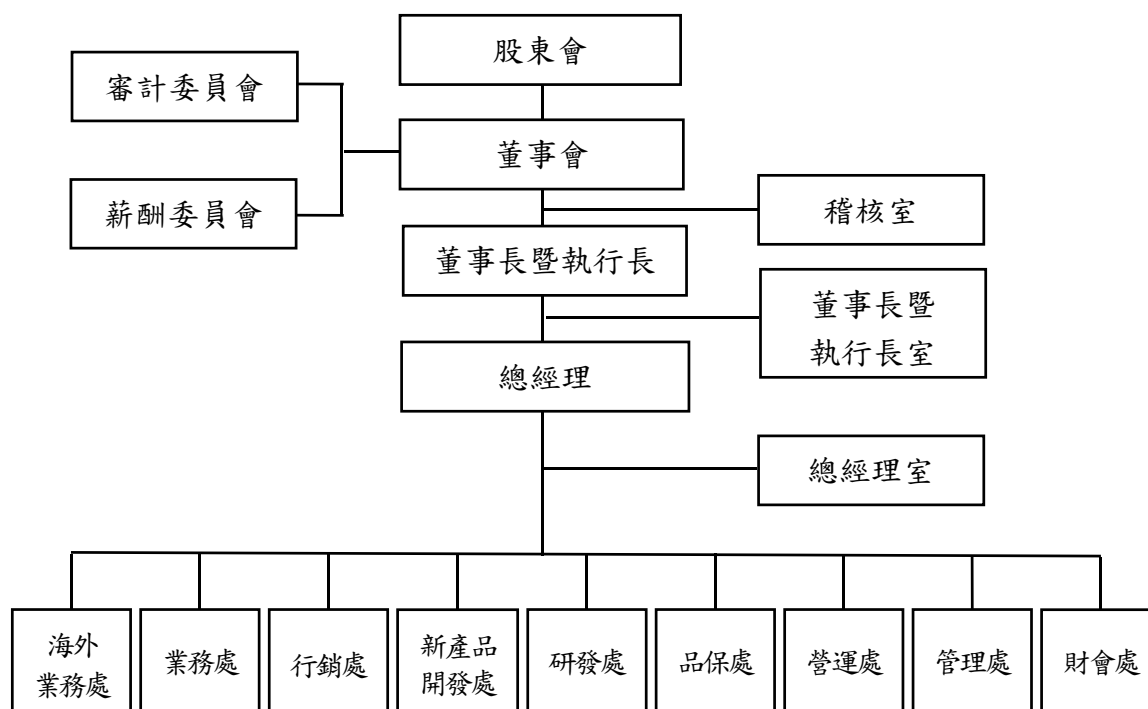 股東會
審計委員會
董事會
薪酬委員會
稽核室
董事長暨執行長
董事長暨
執行長室
總經理
總經理室
海外
業務處
業務處
行銷處
新產品
開發處
研發處
品保處
營運處
管理處
財會處